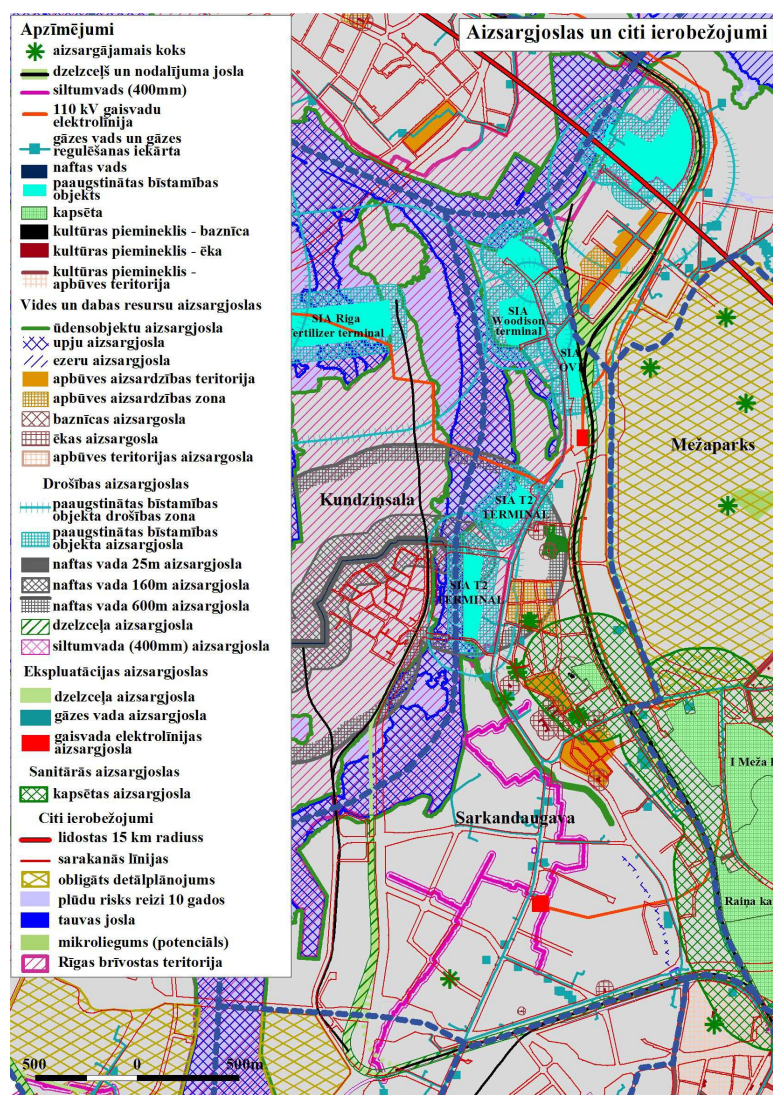 Aizsargjoslas un citi ierobežojumi
Apzīmējumi
aizsargājamais koks
dzelzceļš un nodalījuma josla
siltumvads (400mm)
110 kV gaisvadu
elektrolīnija
gāzes vads un gāzes
regulēšanas iekārta
naftas vads
paaugstinātas bīstamības
objekts
kapsēta
kultūras piemineklis - baznīca
kultūras piemineklis - ēka
kultūras piemineklis -
apbūves teritorija
Vides un dabas resursu aizsargjoslas
ūdensobjektu aizsargjosla
upju aizsargjosla
ezeru aizsargjosla
apbūves aizsardzības teritorija
apbūves aizsardzības zona
baznīcas aizsargosla
ēkas aizsargosla
apbūves teritorijas aizsargosla
Drošības aizsargjoslas
paaugstinātas bīstamības
objekta drošības zona
paaugstinātas bīstamības
objekta aizsargjosla
naftas vada 25m aizsargjosla
naftas vada 160m aizsargjosla
naftas vada 600m aizsargjosla
dzelzceļa aizsargjosla
siltumvada (400mm) aizsargjosla
Ekspluatācijas aizsargjoslas
dzelzceļa aizsargjosla
gāzes vada aizsargjosla
gaisvada elektrolīnijas
aizsargjosla
Sanitārās aizsargjoslas
kapsētas aizsargjosla
Citi ierobežojumi
lidostas 15 km radiuss
sarakanās līnijas
obligāts detālplānojums
plūdu risks reizi 10 gados
tauvas josla
mikroliegums (potenciāls)
Rīgas brīvostas teritorija
500 0 500m
SIA Riga
fertilizer terminal
SIA
Woodison
terminal
SIA
OVI
Mežaparks
Kundziņsala
SIA T2
TERMINAL
SIA T2
TERMINAL
Sarkandaugava
I Meža
Raiņa ka